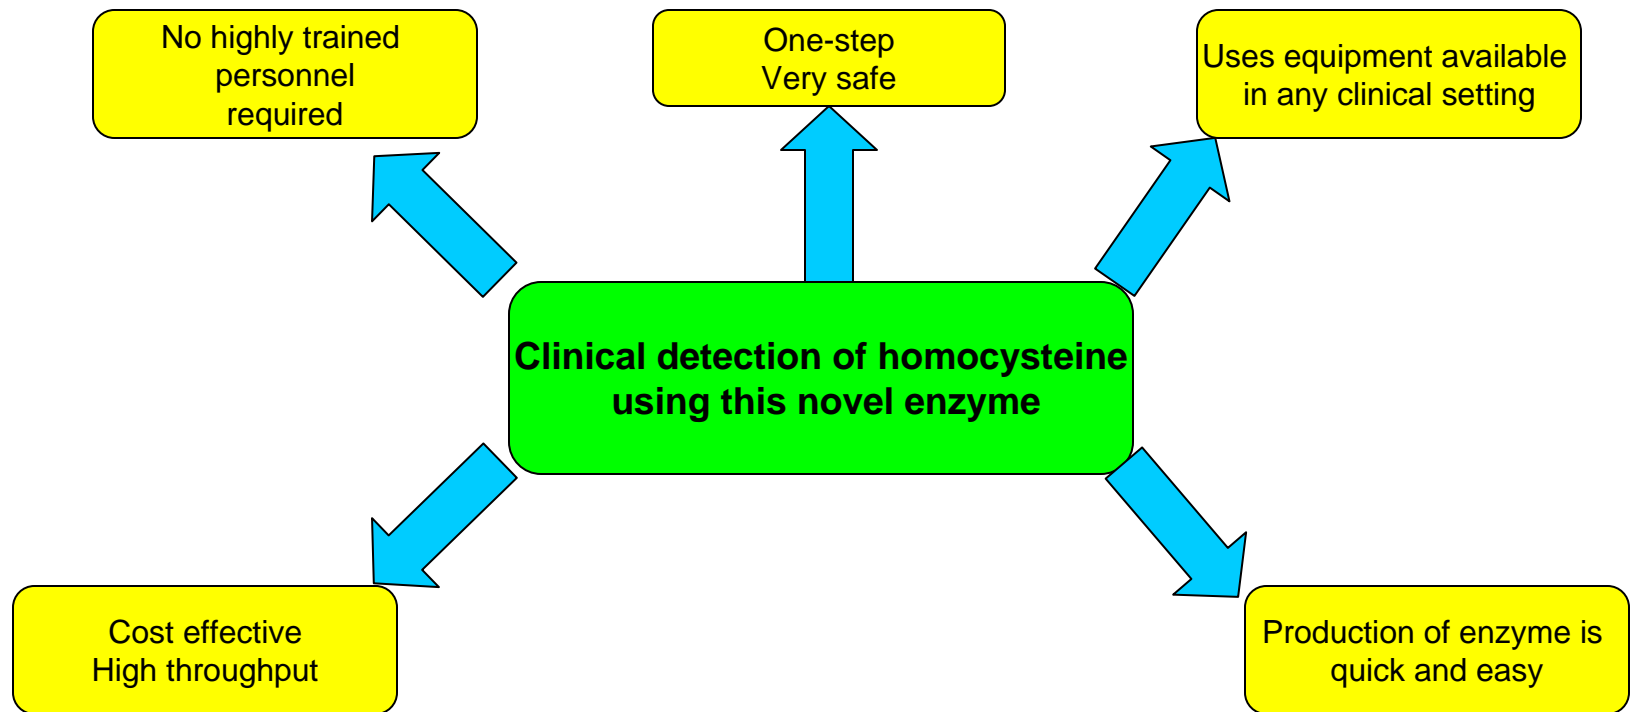 No highly trained
personnel
required
One-step
Very safe
Uses equipment available
in any clinical setting
Clinical detection of homocysteine
using this novel enzyme
Cost effective
High throughput
Production of enzyme is
quick and easy